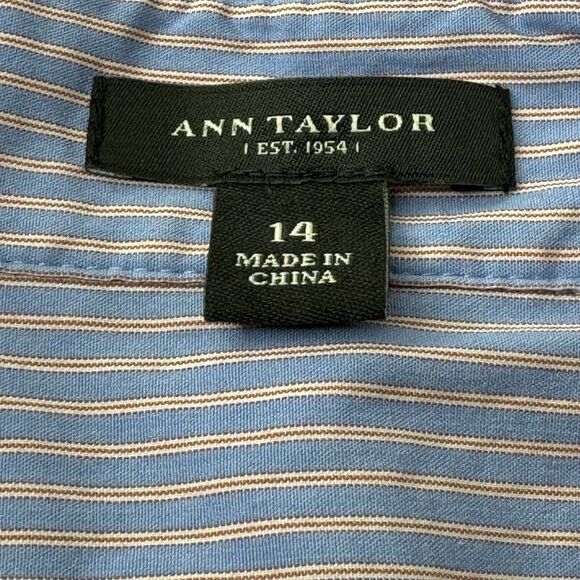 ANN TAYLOR
| EST. 1954 |
14
MADE IN
CHINA